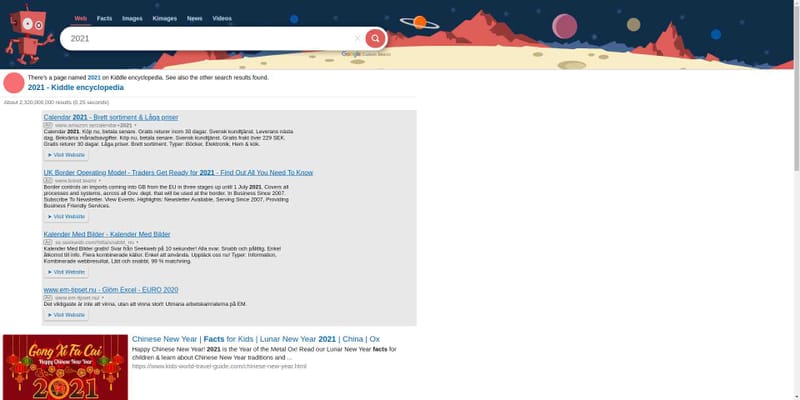 Web Facts Images Kimages News Videos
2021
Google Custom Search
There's a page named 2021 on Kiddle encyclopedia. See also the other search results found.
2021 - Kiddle encyclopedia
About 2,320,000,000 results (0.25 seconds)
Calendar 2021 - Brett sortiment & Låga priser
Ad www.amazon.se/calendar+2021
Calendar 2021. Köp nu, betala senare. Gratis returer inom 30 dagar. Svensk kundtjänst. Leverans nästa
dag. Bekväma månadsavgifter. Köp nu, betala senare. Svensk kundtjänst. Gratis frakt över 229 SEK.
Gratis returer 30 dagar. Låga priser. Brett sortiment. Typer: Böcker, Elektronik, Hem & kök.
➤ Visit Website
UK Border Operating Model - Traders Get Ready for 2021 - Find Out All You Need To Know
Ad
Border controls on imports coming into GB from the EU in three stages up until 1 July 2021. Covers all
processes and systems, across all Gov. dept. that will be used at the border. In Business Since 2007.
Subscribe To Newsletter. View Events. Highlights: Newsletter Available, Serving Since 2007, Providing
Business Friendly Services.
➤ Visit Website
Kalender Med Bilder - Kalender Med Bilder
Ad se.seekweb.com/hitta/snabbt_nu
Kalender Med Bilder gratis! Svar från Seekweb på 10 sekunder! Alla svar. Snabb och pålitlig. Enkel
åtkomst till info. Flera kombinerade källor. Enkel att använda. Upptäck oss nu! Typer: Information,
Kombinerade webbresultat, Lätt och snabbt, 99 % matchning.
➤ Visit Website
www.em-tipset.nu - Glöm Excel - EURO 2020
Ad www.em-tipset.nu/
Det viktigaste är inte att vinna, utan att vinna stort! Utmana arbetskamraterna på EM.
➤ Visit Website
Gong Xi Fa Cai
Happy Chinese New Year
2021
Chinese New Year | Facts for Kids | Lunar New Year 2021 | China | Ox
Happy Chinese New Year! 2021 is the Year of the Metal Ox! Read our Lunar New Year facts for
children & learn about Chinese New Year traditions and ...
https://www.kids-world-travel-guide.com/chinese-new-year.html